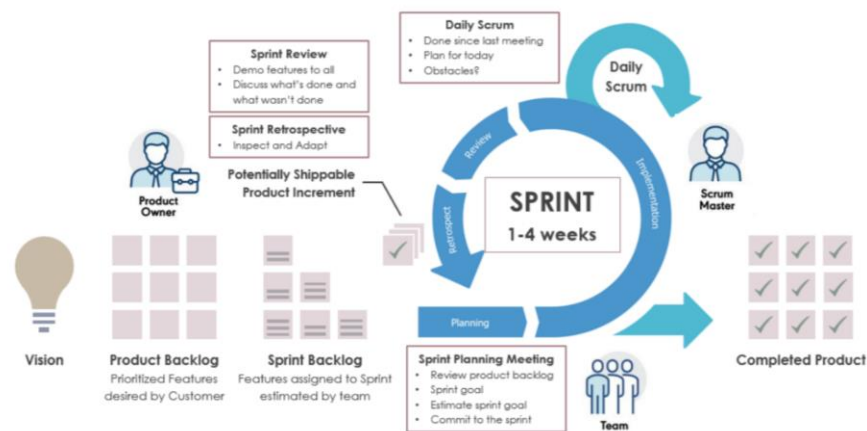 Daily Scrum
• Done since last meeting
• Plan for today
• Obstacles?
Sprint Review
• Demo features to all
• Discuss what's done and
what wasn't done
Sprint Retrospective
• Inspect and Adapt
Daily
Scrum
Product
Owner
Potentially Shippable
Product Increment
Review
Retrospect
Implementation
SPRINT
1-4 weeks
Scrum
Master
Planning
Vision
Product Backlog
Prioritized Features
desired by Customer
Sprint Backlog
Features assigned to Sprint
estimated by team
Sprint Planning Meeting
• Review product backlog
• Sprint goal
• Estimate sprint goal
• Commit to the sprint
Team
Completed Product